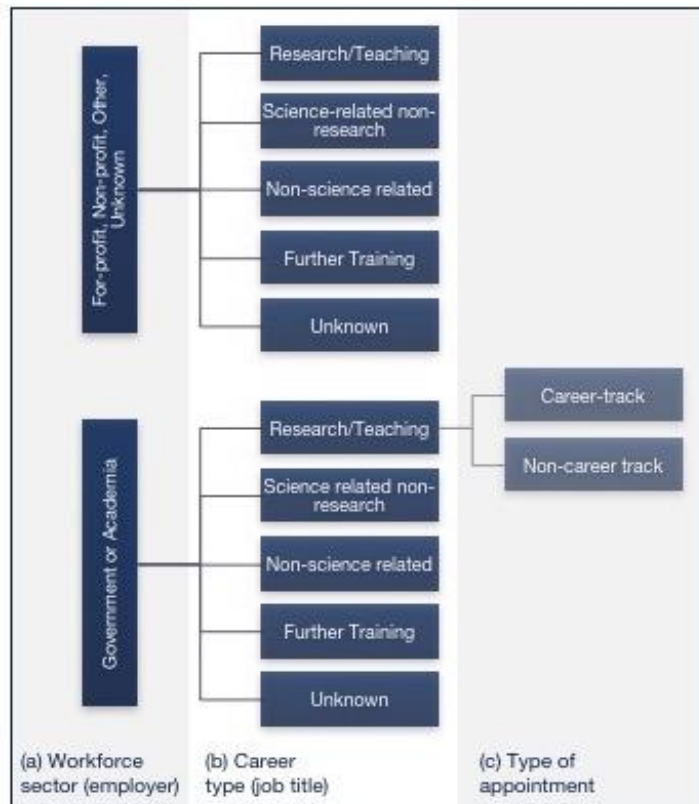 For-profit, Non-profit, Other,
Unknown
Research/Teaching
Science-related non-
research
Non-science related
Further Training
Unknown
Government or Academia
Research/Teaching
Science related non-
research
Non-science related
Further Training
Unknown
Career-track
Non-career track
(a) Workforce
sector (employer)
(b) Career
type (job title)
(c) Type of
appointment